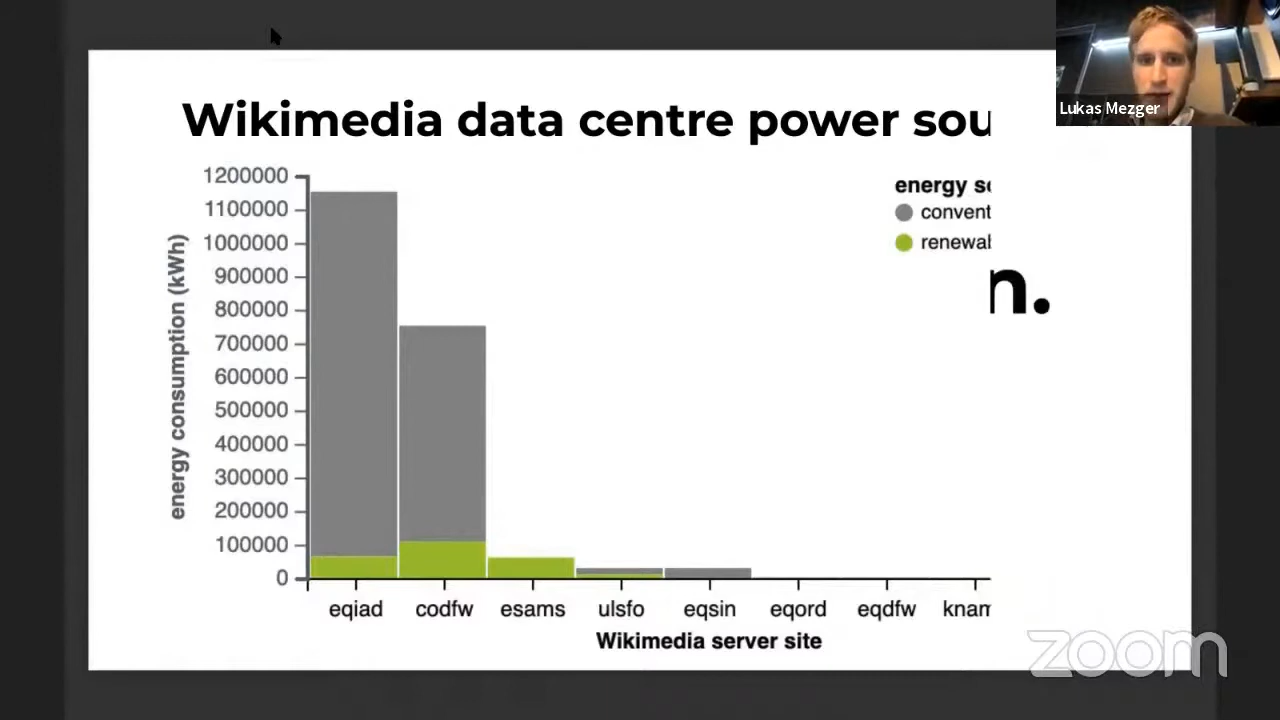 Lukas Mezger
Wikimedia data centre power sou
1200000
1100000
1000000
900000
800000
700000
600000
500000
400000
300000
200000
100000
0
energy consumption (kWh)
energy se
convent
renewal
n.
eqiad codfw esams ulsfo eqsin eqord eqdfw knam
Wikimedia server site
zoom